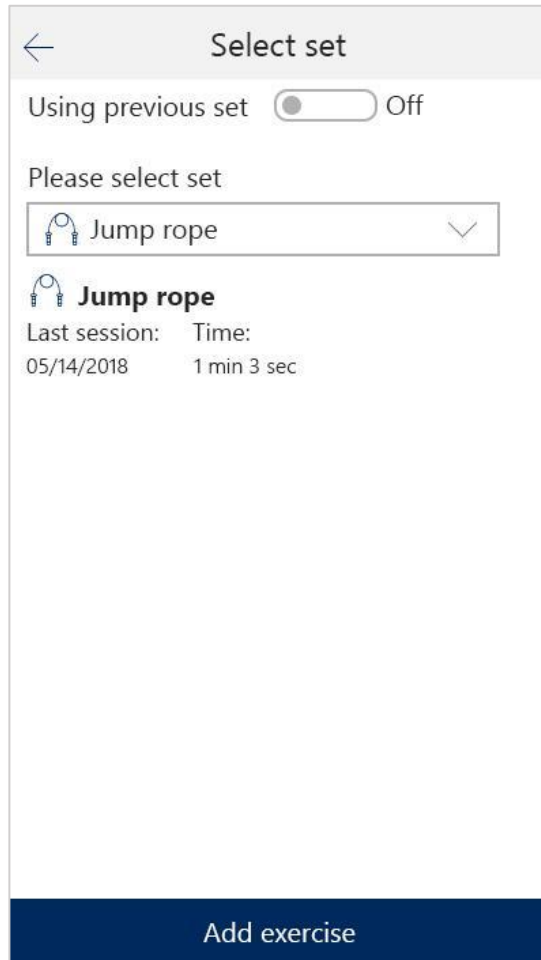 Select set
Using previous set Off
Please select set
Jump rope
Jump rope
Last session: Time:
05/14/2018 1 min 3 sec
Add exercise